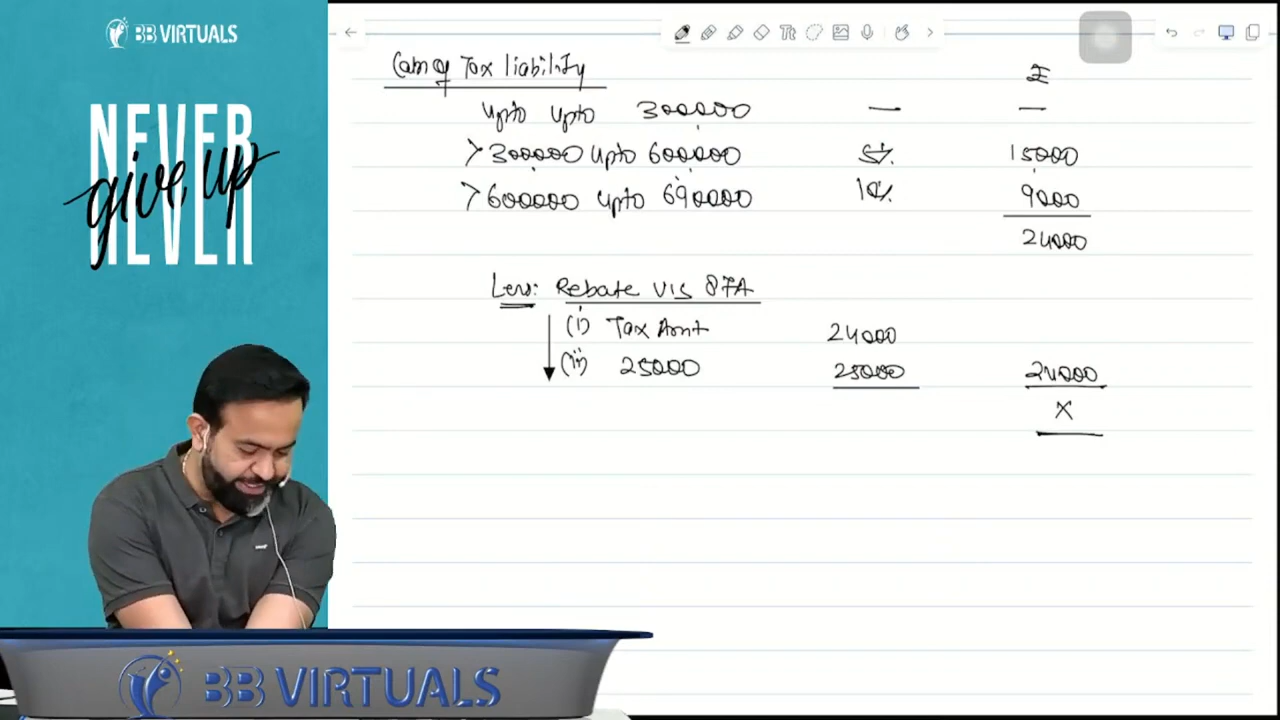 BB VIRTUALS
NEVER
give up
NEVER
Com of Tax liability
₹
upto upto 300000 — —
>300000 upto 600000 5% 15000
>600000 upto 690000 10% 9000
24000
Less: Rebate U/s 87A
(i) Tax Amt 24000
(ii) 25000 25000 24000
X
BB VIRTUALS